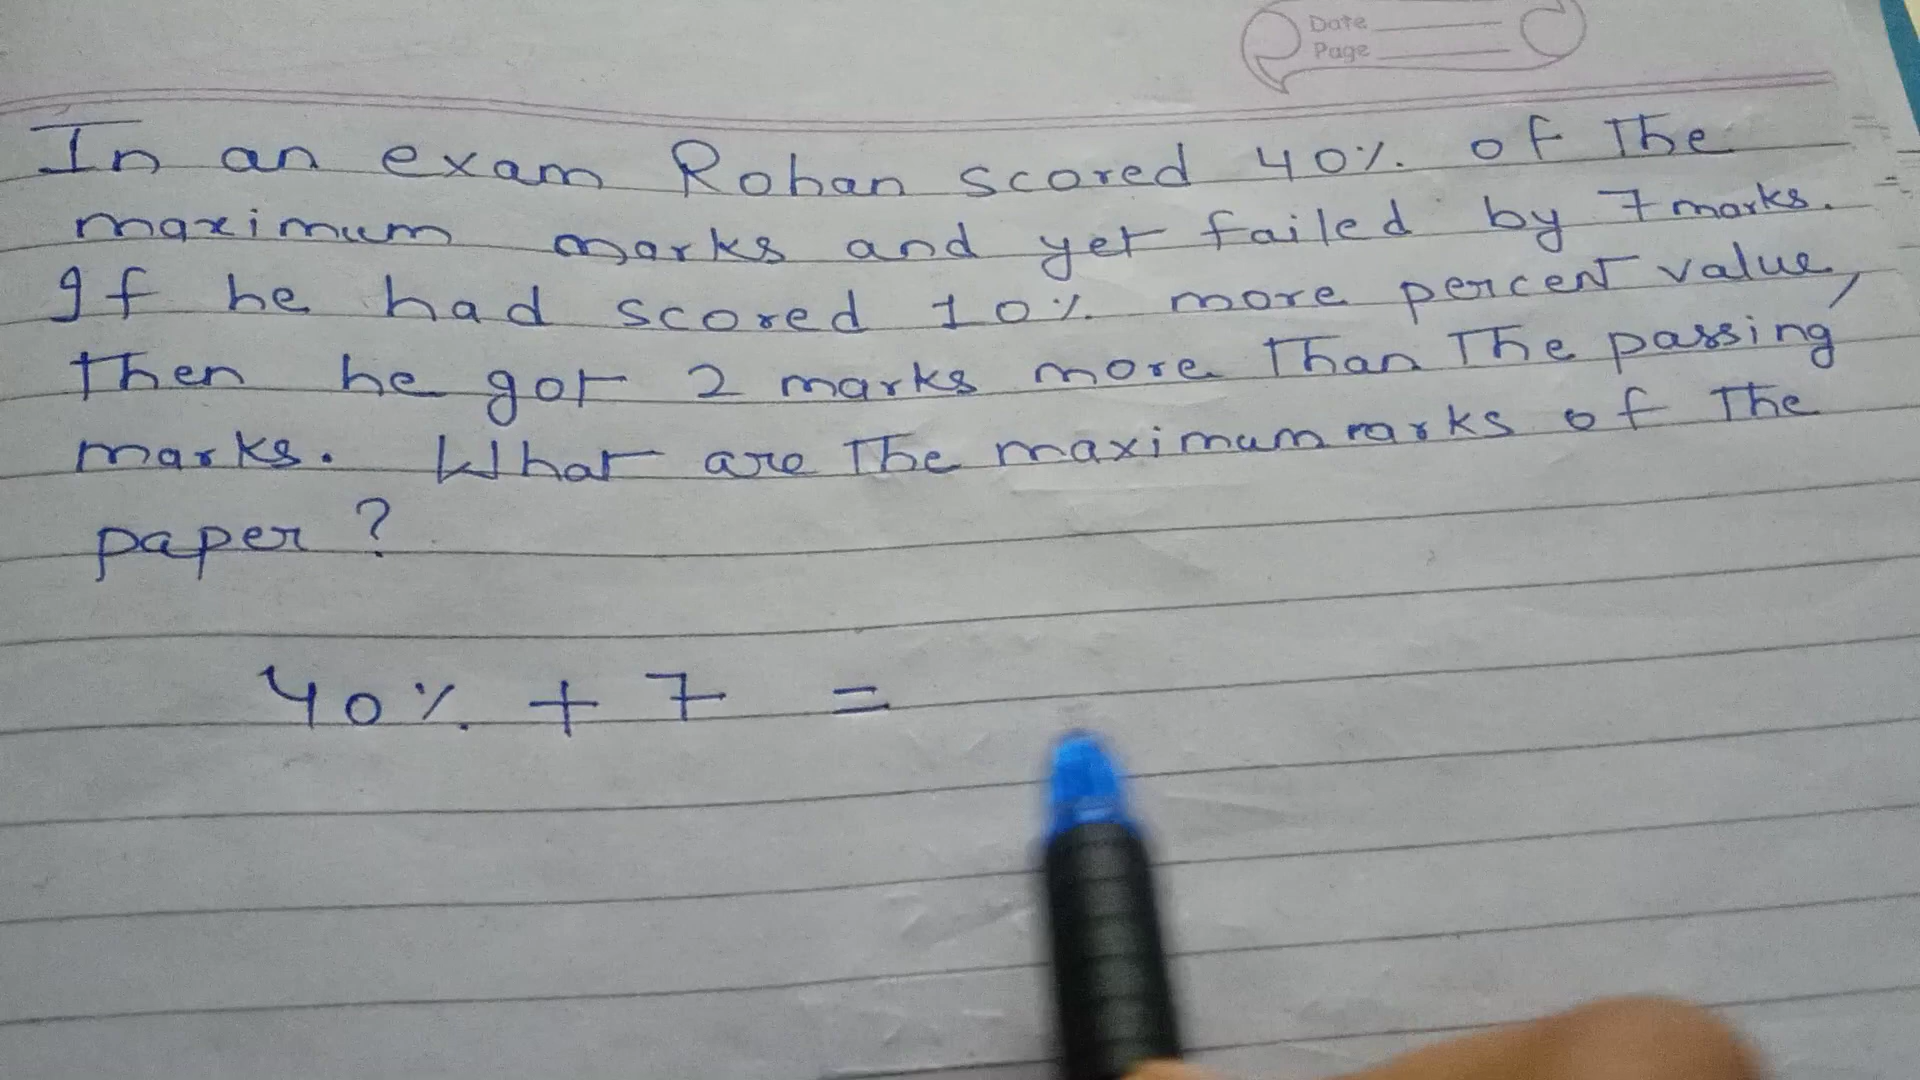 Date
Page
In an exam Rohan scored 40% of the
maximum marks and yet failed by 7 marks.
If he had scored 10% more percent value,
then he got 2 marks more than the passing
marks. What are the maximum marks of the
paper?
40% + 7 =